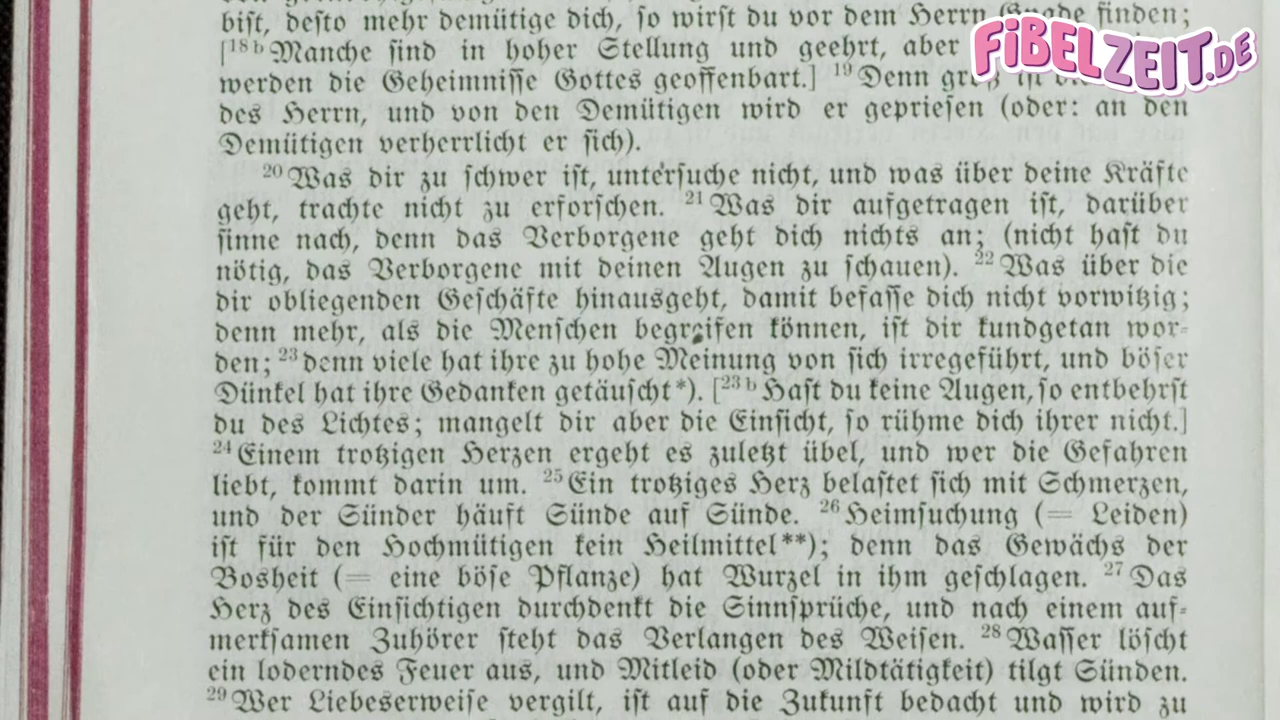 bist, desto mehr demütige dich, so wirst du vor dem Herrn Gnade finden;
[18b Manche sind in hoher Stellung und geehrt, aber
werden die Geheimnisse Gottes geoffenbart.] 19 Denn groß ist
des Herrn, und von den Demütigen wird er gepriesen (oder: an den
Demütigen verherrlicht er sich).
20 Was dir zu schwer ist, untersuche nicht, und was über deine Kräfte
geht, trachte nicht zu erforschen. 21 Was dir aufgetragen ist, darüber
sinne nach, denn das Verborgene geht dich nichts an; (nicht hast du
nötig, das Verborgene mit deinen Augen zu schauen). 22 Was über die
dir obliegenden Geschäfte hinausgeht, damit befasse dich nicht vorwitzig;
denn mehr, als die Menschen begreifen können, ist dir kundgetan wor-
den; 23 denn viele hat ihre zu hohe Meinung von sich irregeführt, und böser
Dünkel hat ihre Gedanken getäuscht*). [23b Hast du keine Augen, so entbehrst
du des Lichtes; mangelt dir aber die Einsicht, so rühme dich ihrer nicht.]
24 Einem trotzigen Herzen ergeht es zuletzt übel, und wer die Gefahren
liebt, kommt darin um. 25 Ein trotziges Herz belastet sich mit Schmerzen,
und der Sünder häuft Sünde auf Sünde. 26 Heimsuchung (= Leiden)
ist für den Hochmütigen kein Heilmittel**); denn das Gewächs der
Bosheit (= eine böse Pflanze) hat Wurzel in ihm geschlagen. 27 Das
Herz des Einsichtigen durchdenkt die Sinnsprüche, und nach einem auf-
merksamen Zuhörer steht das Verlangen des Weisen. 28 Wasser löscht
ein loderndes Feuer aus, und Mitleid (oder Mildtätigkeit) tilgt Sünden.
29 Wer Liebeserweise vergilt, ist auf die Zukunft bedacht und wird zu
FiBELZEiT.DE